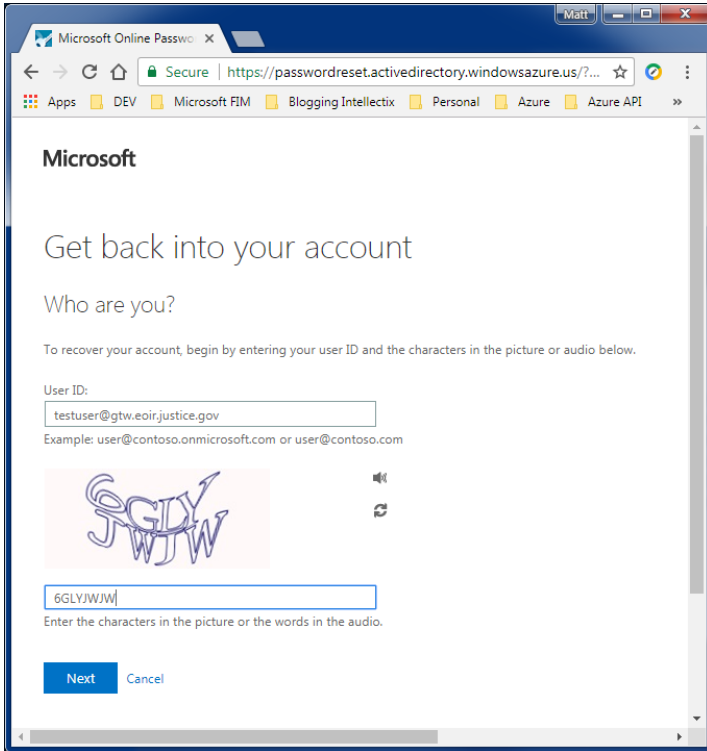 Matt
Microsoft Online Passwo
Secure | https://passwordreset.activedirectory.windowsazure.us/?...
Apps DEV Microsoft FIM Blogging Intellectix Personal Azure Azure API »
Microsoft
Get back into your account
Who are you?
To recover your account, begin by entering your user ID and the characters in the picture or audio below.
User ID:
testuser@gtw.eoir.justice.gov
Example: user@contoso.onmicrosoft.com or user@contoso.com
6GLY
JWJW
6GLYJWJW
Enter the characters in the picture or the words in the audio.
Next Cancel